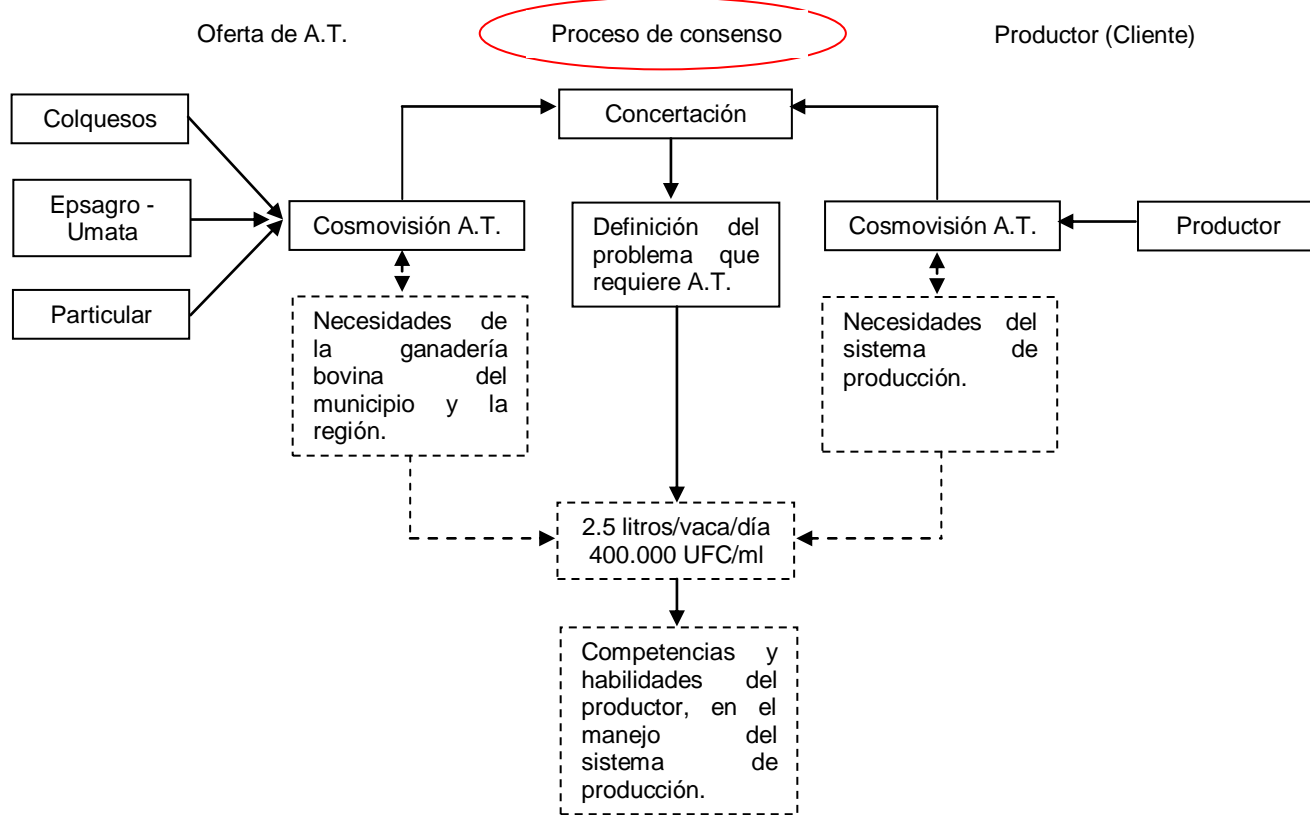 Oferta de A.T.
Proceso de consenso
Productor (Cliente)
Colquesos
Concertación
Epsagro -
Umata
Cosmovisión A.T.
Definición del
problema que
requiere A.T.
Cosmovisión A.T.
Productor
Particular
Necesidades de
la ganadería
bovina del
municipio y la
región.
Necesidades del
sistema de
producción.
2.5 litros/vaca/día
400.000 UFC/ml
Competencias y
habilidades del
productor, en el
manejo del
sistema de
producción.